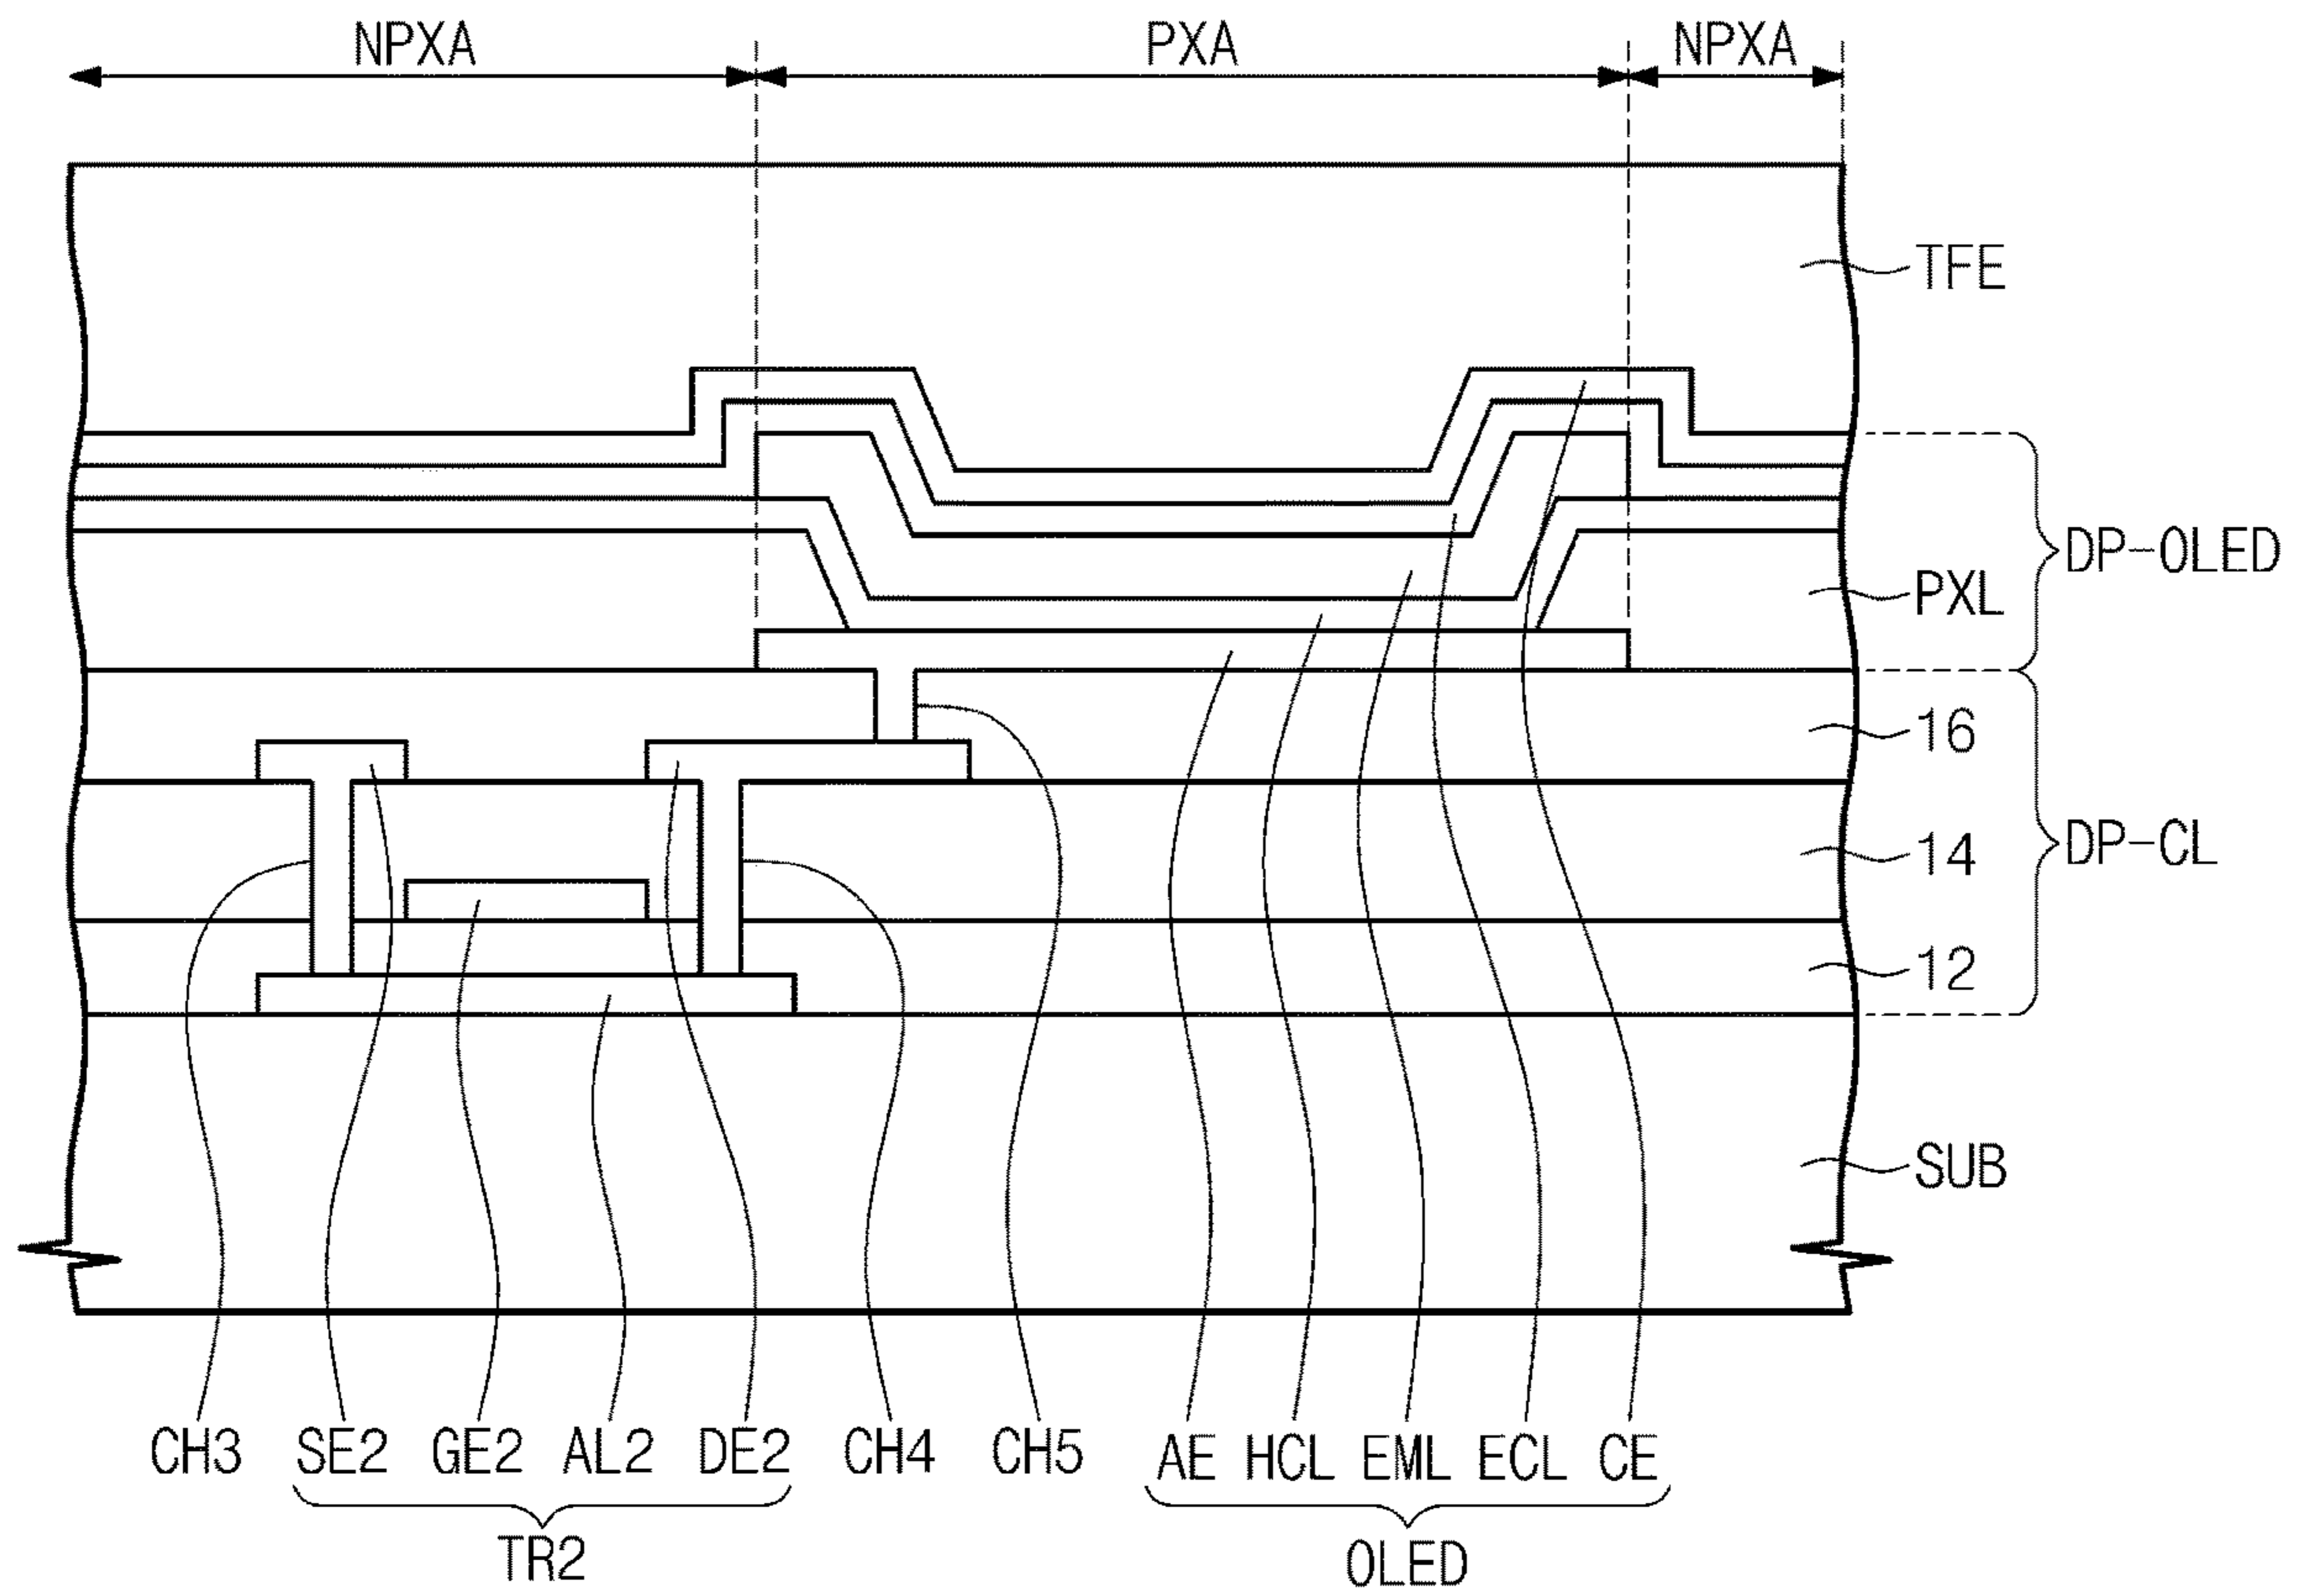 NPXA PXA NPXA
TFE
DP-OLED
PXL
16
DP-CL
14
12
SUB
CH3 SE2 GE2 AL2 DE2 CH4 CH5 AE HCL EML ECL CE
TR2 OLED